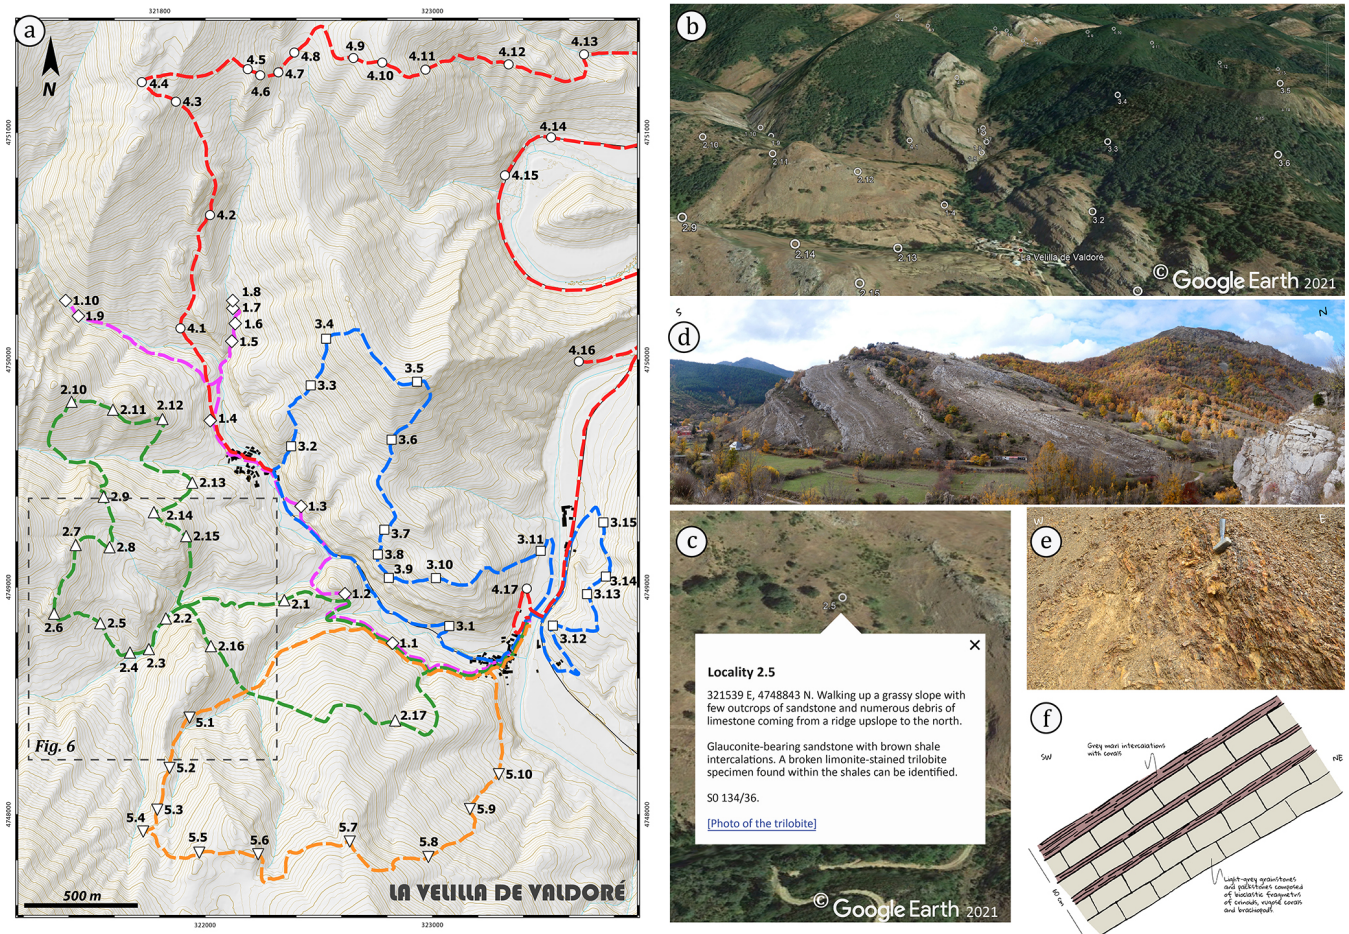 a
N
321800
323000
4751000
4751000
4750000
4750000
4749000
4749000
4748000
4748000
322000
323000
4.1
4.2
4.3
4.4
4.5
4.6
4.7
4.8
4.9
4.10
4.11
4.12
4.13
4.14
4.15
4.16
4.17
1.10
1.9
1.8
1.7
1.6
1.5
1.4
1.3
1.2
1.1
2.10
2.11
2.12
2.13
2.14
2.15
2.9
2.8
2.7
2.6
2.5
2.4
2.3
2.2
2.1
2.16
2.17
3.1
3.2
3.3
3.4
3.5
3.6
3.7
3.8
3.9
3.10
3.11
3.12
3.13
3.14
3.15
5.1
5.2
5.3
5.4
5.5
5.6
5.7
5.8
5.9
5.10
Fig. 6
500 m
LA VELILLA DE VALDORÉ
b
2.10
2.11
2.12
2.9
2.14
2.13
2.15
3.4
3.3
3.2
3.5
3.6
La Velilla de Valdoré
© Google Earth 2021
d
S
N
c
2.5
Locality 2.5
321539 E, 4748843 N. Walking up a grassy slope with
few outcrops of sandstone and numerous debris of
limestone coming from a ridge upslope to the north.
Glauconite-bearing sandstone with brown shale
intercalations. A broken limonite-stained trilobite
specimen found within the shales can be identified.
S0 134/36.
[Photo of the trilobite]
© Google Earth 2021
e
W
E
f
SW
NE
Grey marl intercalations
with corals
60 cm
Light-grey grainstones
and packstones composed
of bioclastic fragmetns
of crinoids, rugose corals
and brachiopods